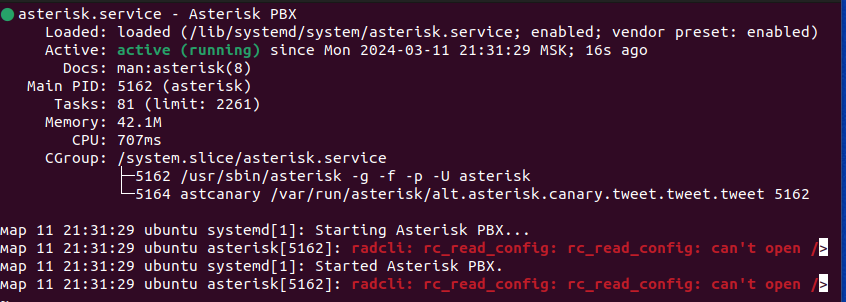 ● asterisk.service - Asterisk PBX
Loaded: loaded (/lib/systemd/system/asterisk.service; enabled; vendor preset: enabled)
Active: active (running) since Mon 2024-03-11 21:31:29 MSK; 16s ago
Docs: man:asterisk(8)
Main PID: 5162 (asterisk)
Tasks: 81 (limit: 2261)
Memory: 42.1M
CPU: 707ms
CGroup: /system.slice/asterisk.service
├─5162 /usr/sbin/asterisk -g -f -p -U asterisk
└─5164 astcanary /var/run/asterisk/alt.asterisk.canary.tweet.tweet.tweet 5162
мар 11 21:31:29 ubuntu systemd[1]: Starting Asterisk PBX...
мар 11 21:31:29 ubuntu asterisk[5162]: radcli: rc_read_config: rc_read_config: can't open />
мар 11 21:31:29 ubuntu systemd[1]: Started Asterisk PBX.
мар 11 21:31:29 ubuntu asterisk[5162]: radcli: rc_read_config: rc_read_config: can't open />